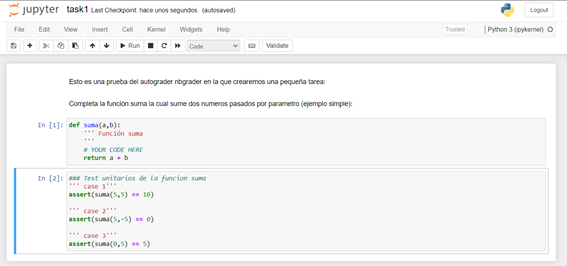 jupyter task1 Last Checkpoint: hace unos segundos (autosaved) Logout
File Edit View Insert Cell Kernel Widgets Help Trusted Python 3 (ipykernel)
Run Code Validate
Esto es una prueba del autograder nbgrader en la que crearemos una pequeña tarea:
Completa la función suma la cual sume dos numeros pasados por parametro (ejemplo simple):
In [1]: def suma(a,b):
''' Función suma
'''
# YOUR CODE HERE
return a + b
In [2]: ### Test unitarios de la funcion suma
''' case 1'''
assert(suma(5,5) == 10)
''' case 2'''
assert(suma(5,-5) == 0)
''' case 3'''
assert(suma(0,5) == 5)